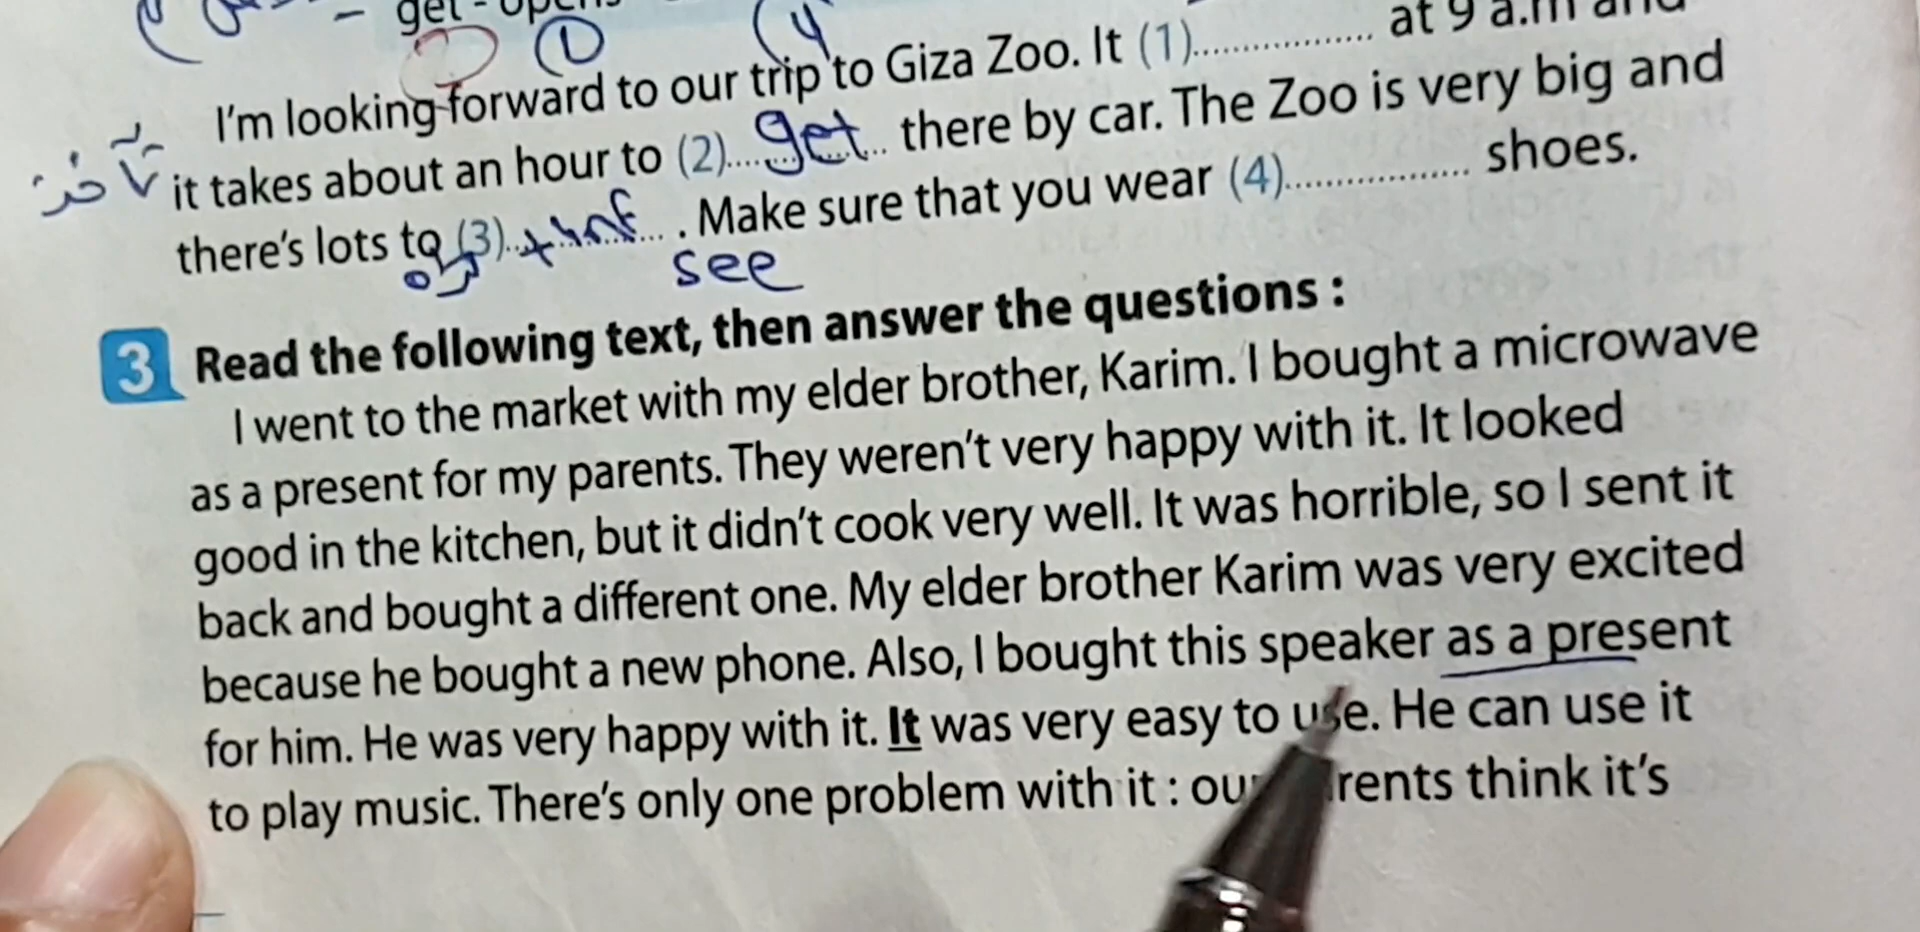 – get - opens
① (4
I'm looking forward to our trip to Giza Zoo. It (1).................. at 9 a.m and
it takes about an hour to (2).... get .. there by car. The Zoo is very big and
there's lots to (3)..+ inf.... . Make sure that you wear (4).................. shoes.
see
3 Read the following text, then answer the questions :
I went to the market with my elder brother, Karim. I bought a microwave
as a present for my parents. They weren't very happy with it. It looked
good in the kitchen, but it didn't cook very well. It was horrible, so I sent it
back and bought a different one. My elder brother Karim was very excited
because he bought a new phone. Also, I bought this speaker as a present
for him. He was very happy with it. It was very easy to use. He can use it
to play music. There's only one problem with it : our think it's